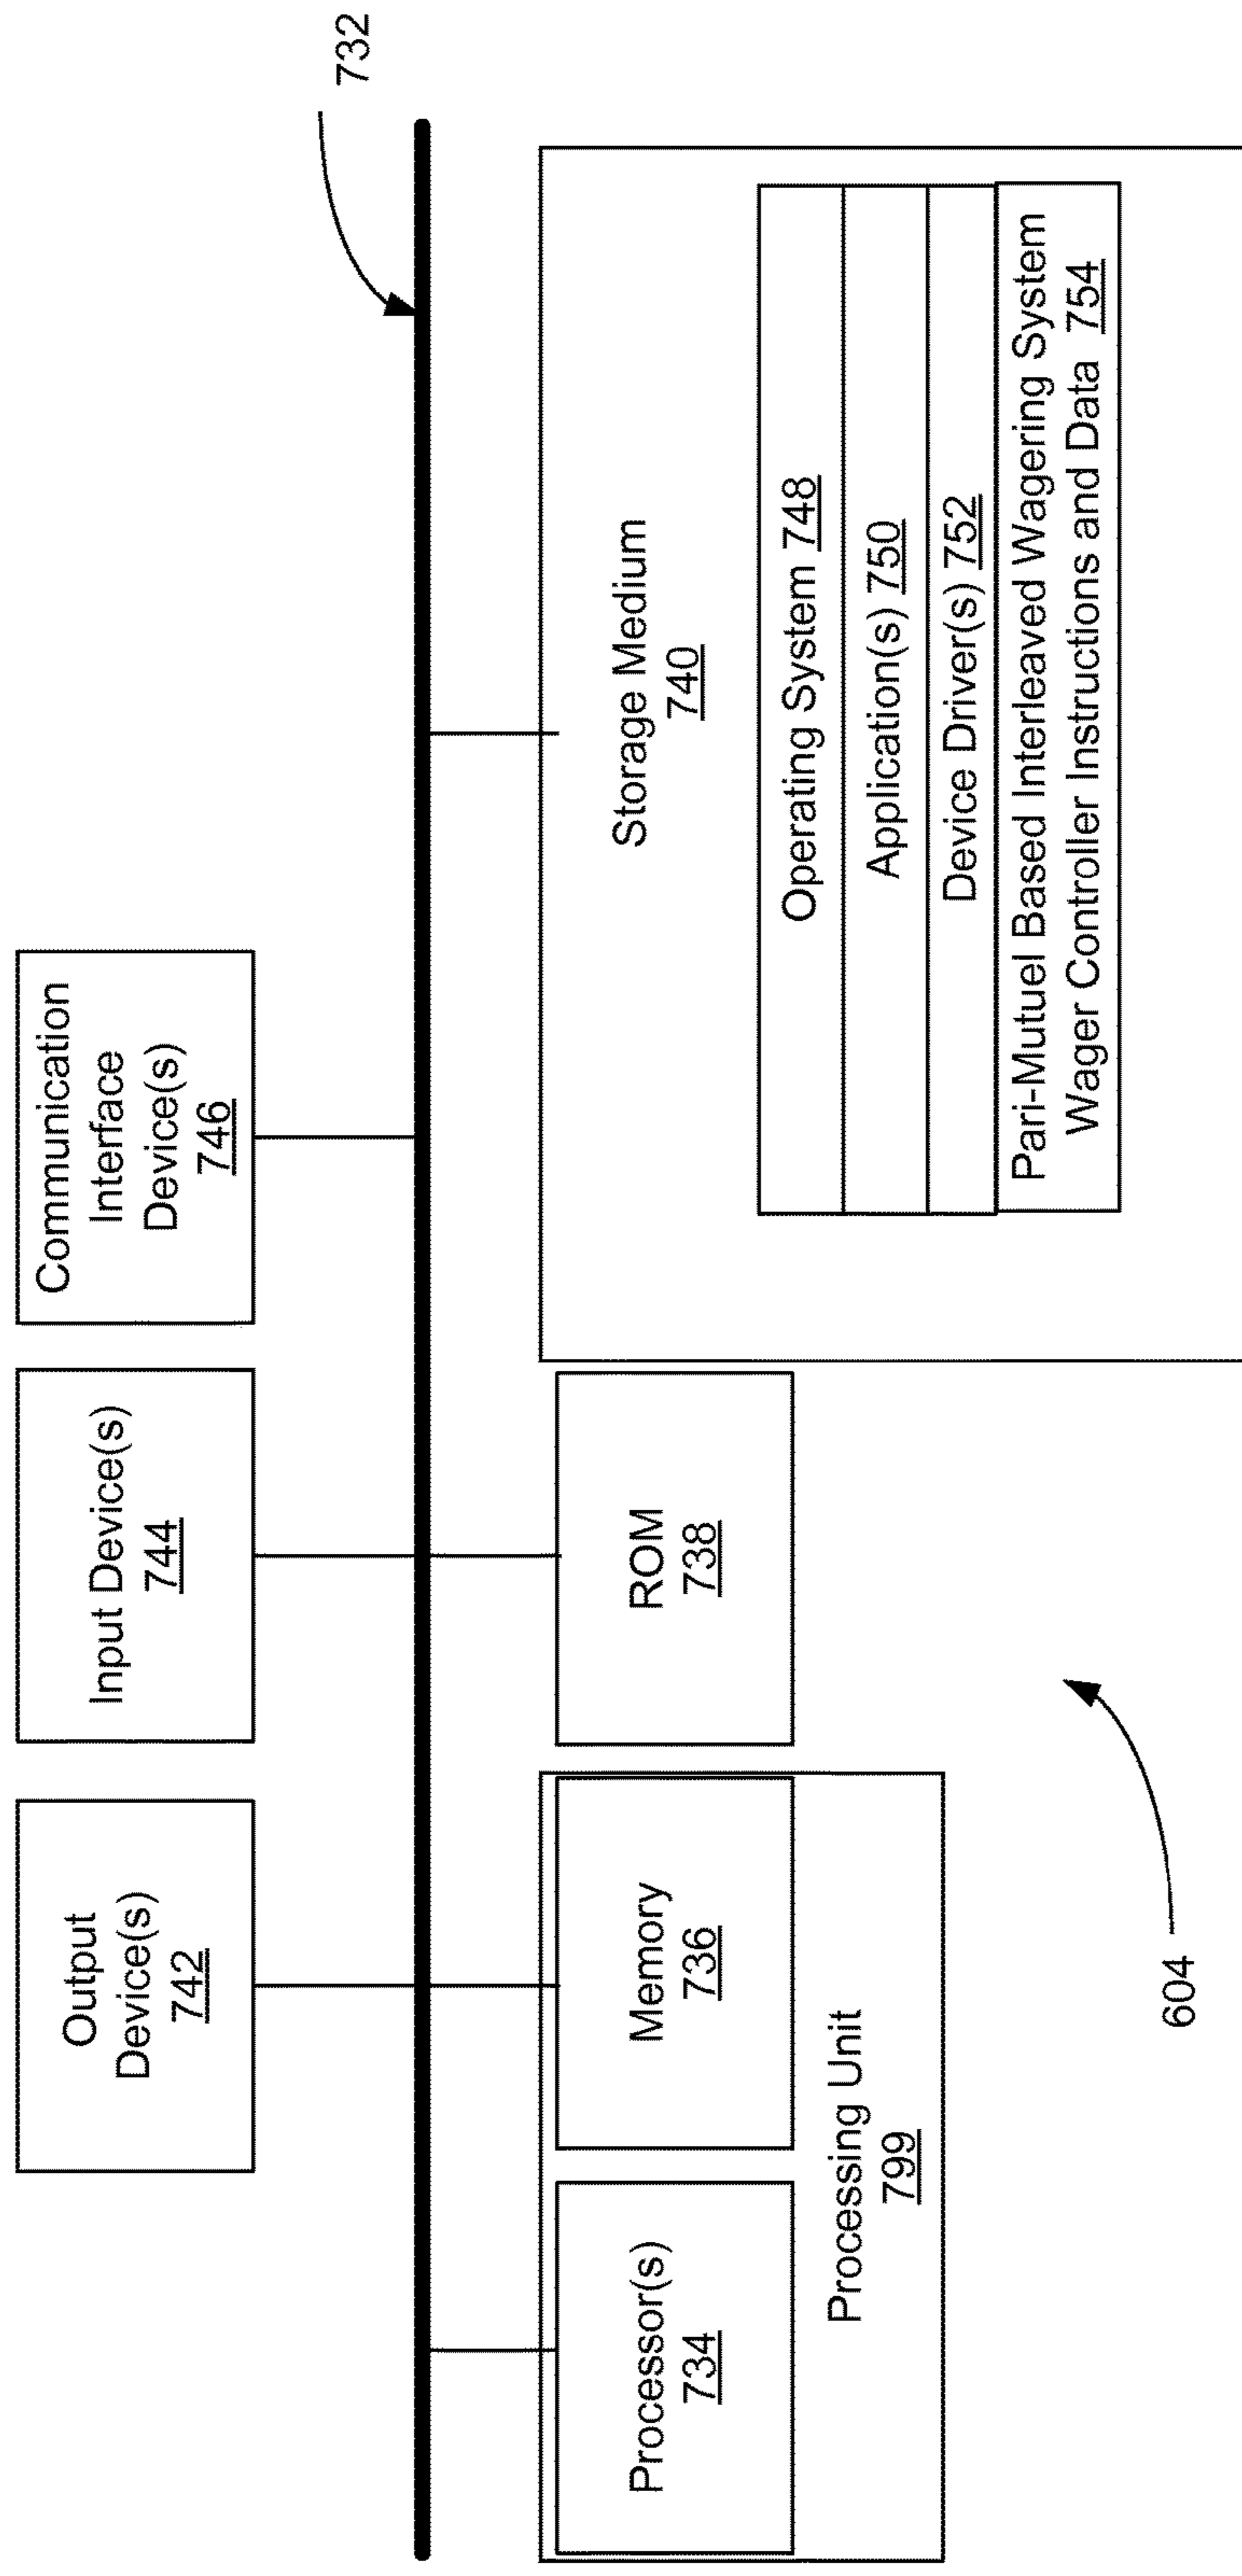 Output
Device(s)
742
Input Device(s)
744
Communication
Interface
Device(s)
746
732
Processor(s)
734
Memory
736
Processing Unit
799
ROM
738
Storage Medium
740
Operating System 748
Application(s) 750
Device Driver(s) 752
Pari-Mutuel Based Interleaved Wagering System
Wager Controller Instructions and Data 754
604